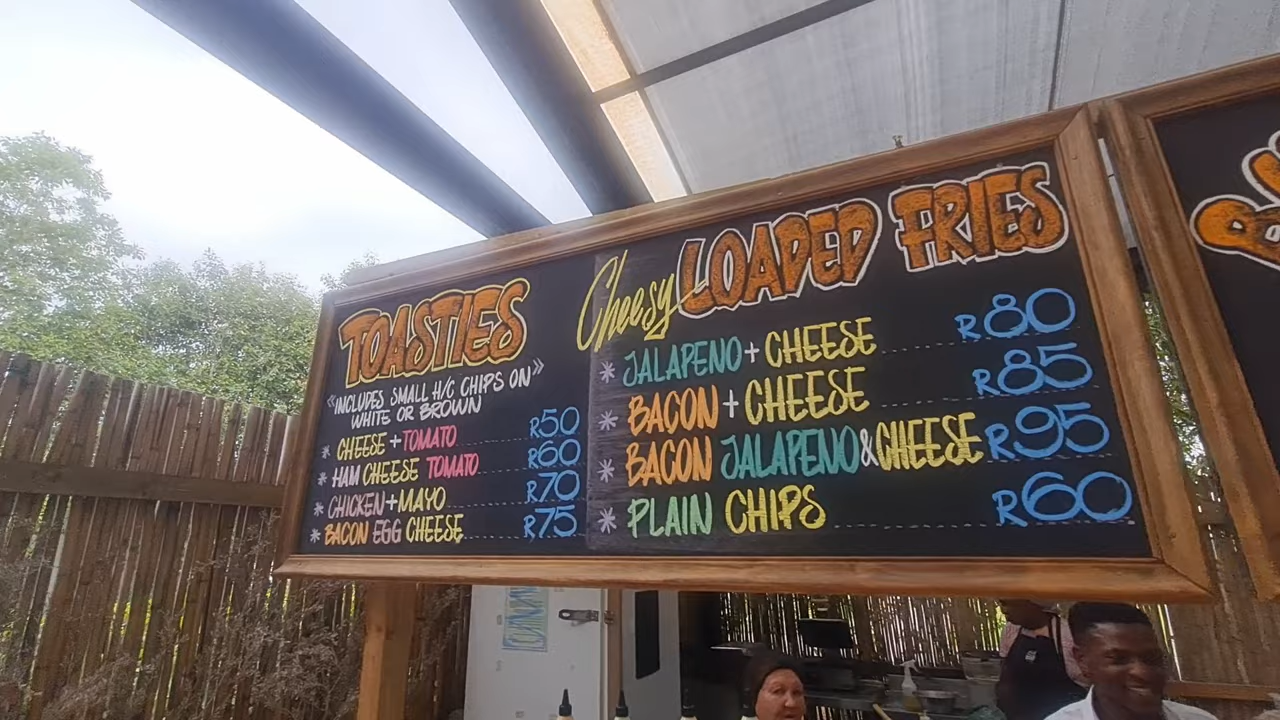 TOASTIES
"INCLUDES SMALL H/C CHIPS ON"
WHITE OR BROWN
* CHEESE + TOMATO R50
* HAM CHEESE TOMATO R60
* CHICKEN + MAYO R70
* BACON EGG CHEESE R75
Cheesy LOADED FRIES
* JALAPENO + CHEESE R80
* BACON + CHEESE R85
* BACON JALAPENO & CHEESE R95
* PLAIN CHIPS R60